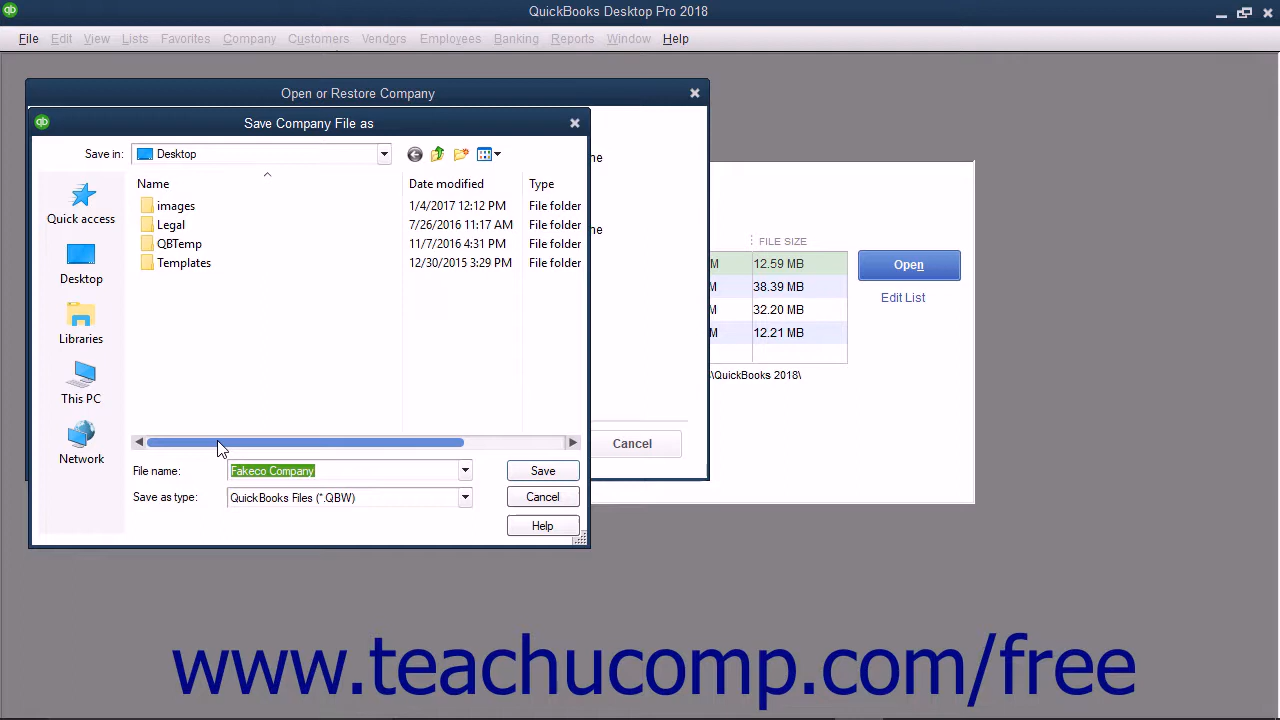 QuickBooks Desktop Pro 2018
File Edit View Lists Favorites Company Customers Vendors Employees Banking Reports Window Help
Open or Restore Company
qb Save Company File as
Save in: Desktop
Name Date modified Type
images 1/4/2017 12:12 PM File folder
Legal 7/26/2016 11:17 AM File folder
QBTemp 11/7/2016 4:31 PM File folder
Templates 12/30/2015 3:29 PM File folder
Quick access
Desktop
Libraries
This PC
Network
File name: Fakeco Company Save
Save as type: QuickBooks Files (*.QBW) Cancel
Help
ne
ne
Cancel
FILE SIZE
M 12.59 MB
M 38.39 MB
M 32.20 MB
M 12.21 MB
\QuickBooks 2018\
Open
Edit List
www.teachucomp.com/free